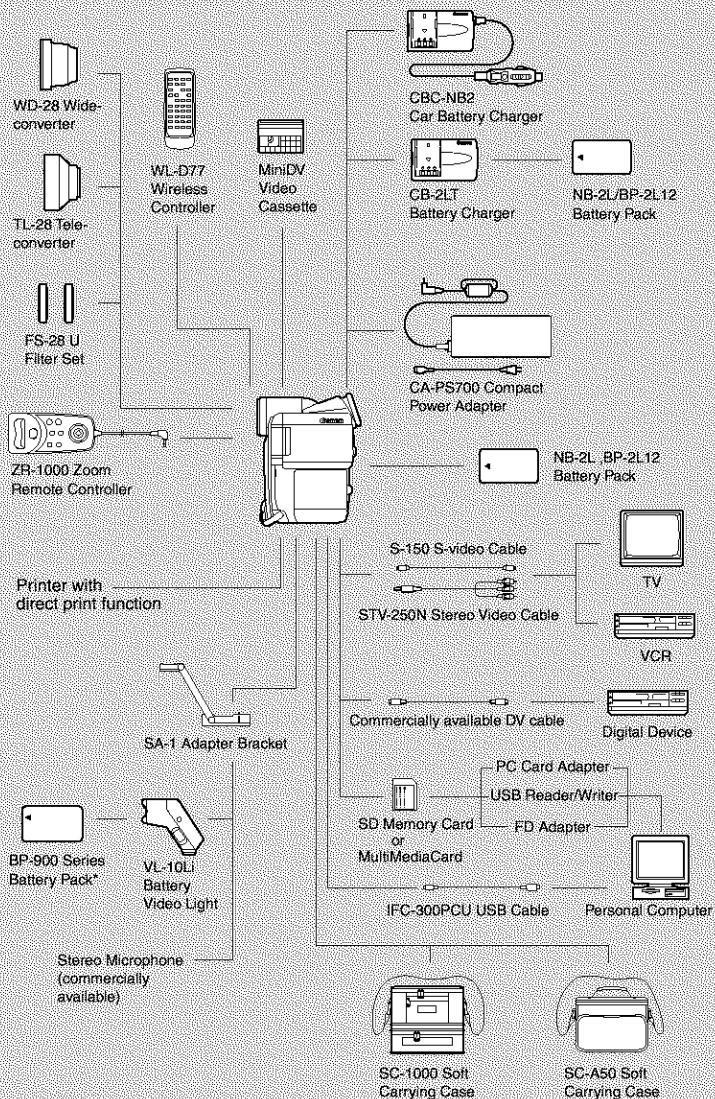 WD-28 Wide-
converter
WL-D77
Wireless
Controller
MiniDV
Video
Cassette
CBC-NB2
Car Battery Charger
TL-28 Tele-
converter
CB-2LT
Battery Charger
NB-2L/BP-2L12
Battery Pack
FS-28 U
Filter Set
CA-PS700 Compact
Power Adapter
ZR-1000 Zoom
Remote Controller
Canon
NB-2L ,BP-2L12
Battery Pack
Printer with
direct print function
S-150 S-video Cable
STV-250N Stereo Video Cable
TV
VCR
SA-1 Adapter Bracket
Commercially available DV cable
Digital Device
PC Card Adapter
USB Reader/Writer
FD Adapter
SD Memory Card
or
MultiMediaCard
BP-900 Series
Battery Pack*
VL-10Li
Battery
Video Light
IFC-300PCU USB Cable
Personal Computer
Stereo Microphone
(commercially
available)
SC-1000 Soft
Carrying Case
SC-A50 Soft
Carrying Case